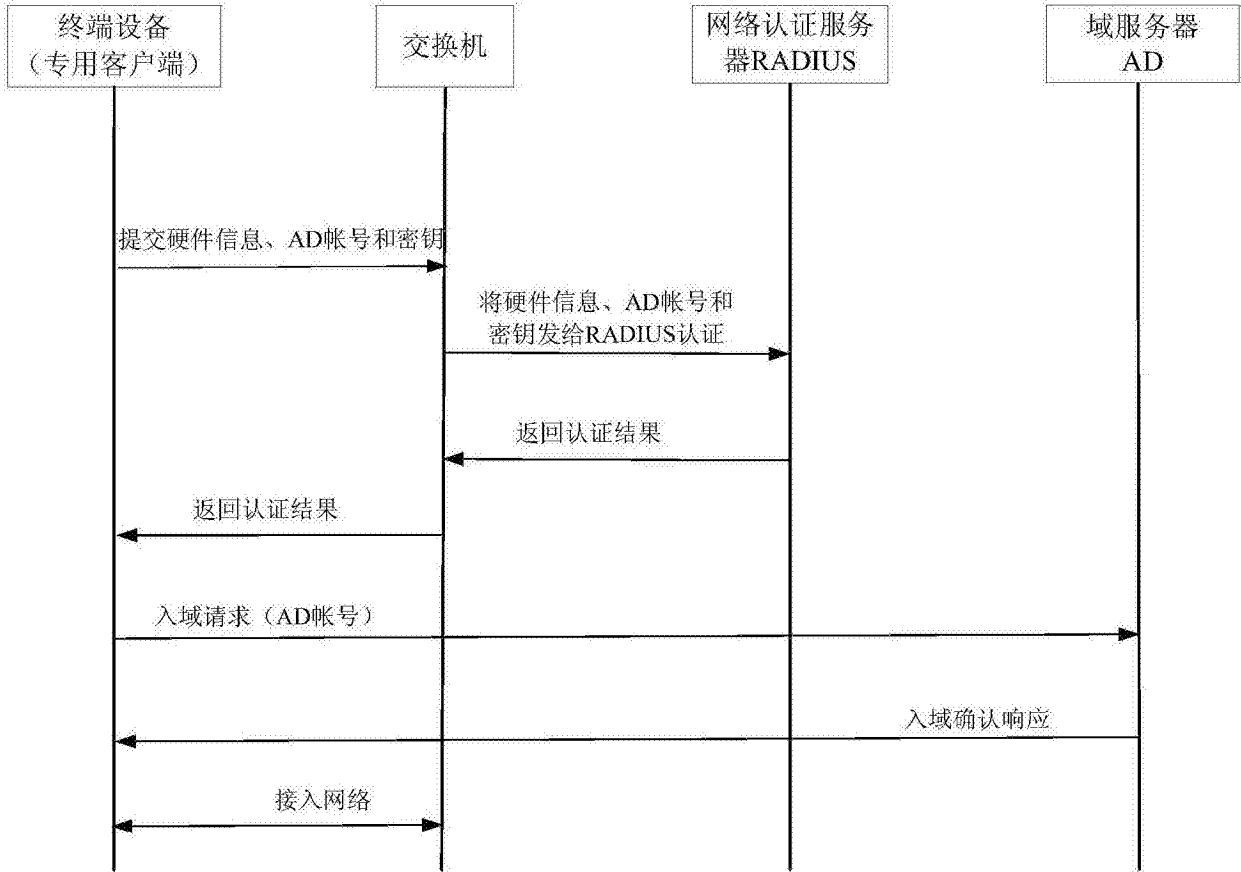 终端设备
（专用客户端）
交换机
网络认证服务
器RADIUS
域服务器
AD
提交硬件信息、AD帐号和密钥
将硬件信息、AD帐号和
密钥发给RADIUS认证
返回认证结果
返回认证结果
入域请求（AD帐号）
入域确认响应
接入网络